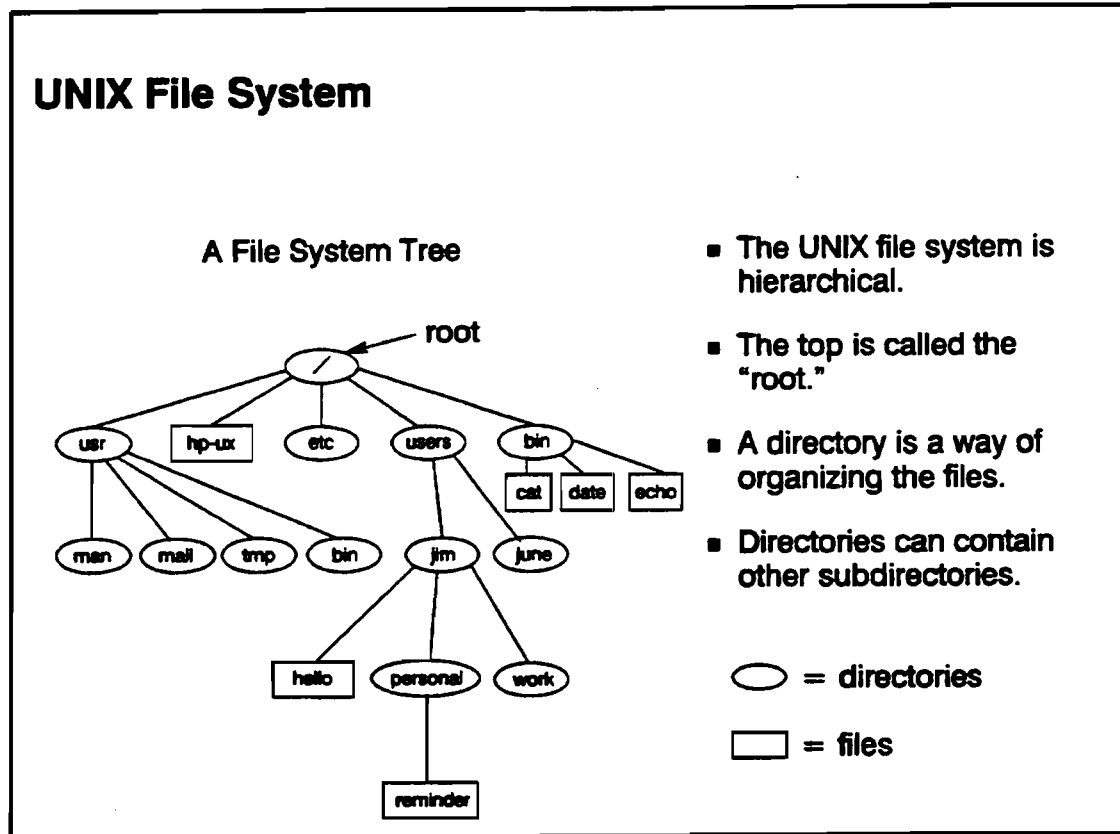 UNIX File System
A File System Tree
root
/
usr
hp-ux
etc
users
bin
cat
date
echo
man
mail
tmp
bin
jim
june
hello
personal
work
reminder
■ The UNIX file system is
hierarchical.
■ The top is called the
“root.”
■ A directory is a way of
organizing the files.
■ Directories can contain
other subdirectories.
= directories
= files